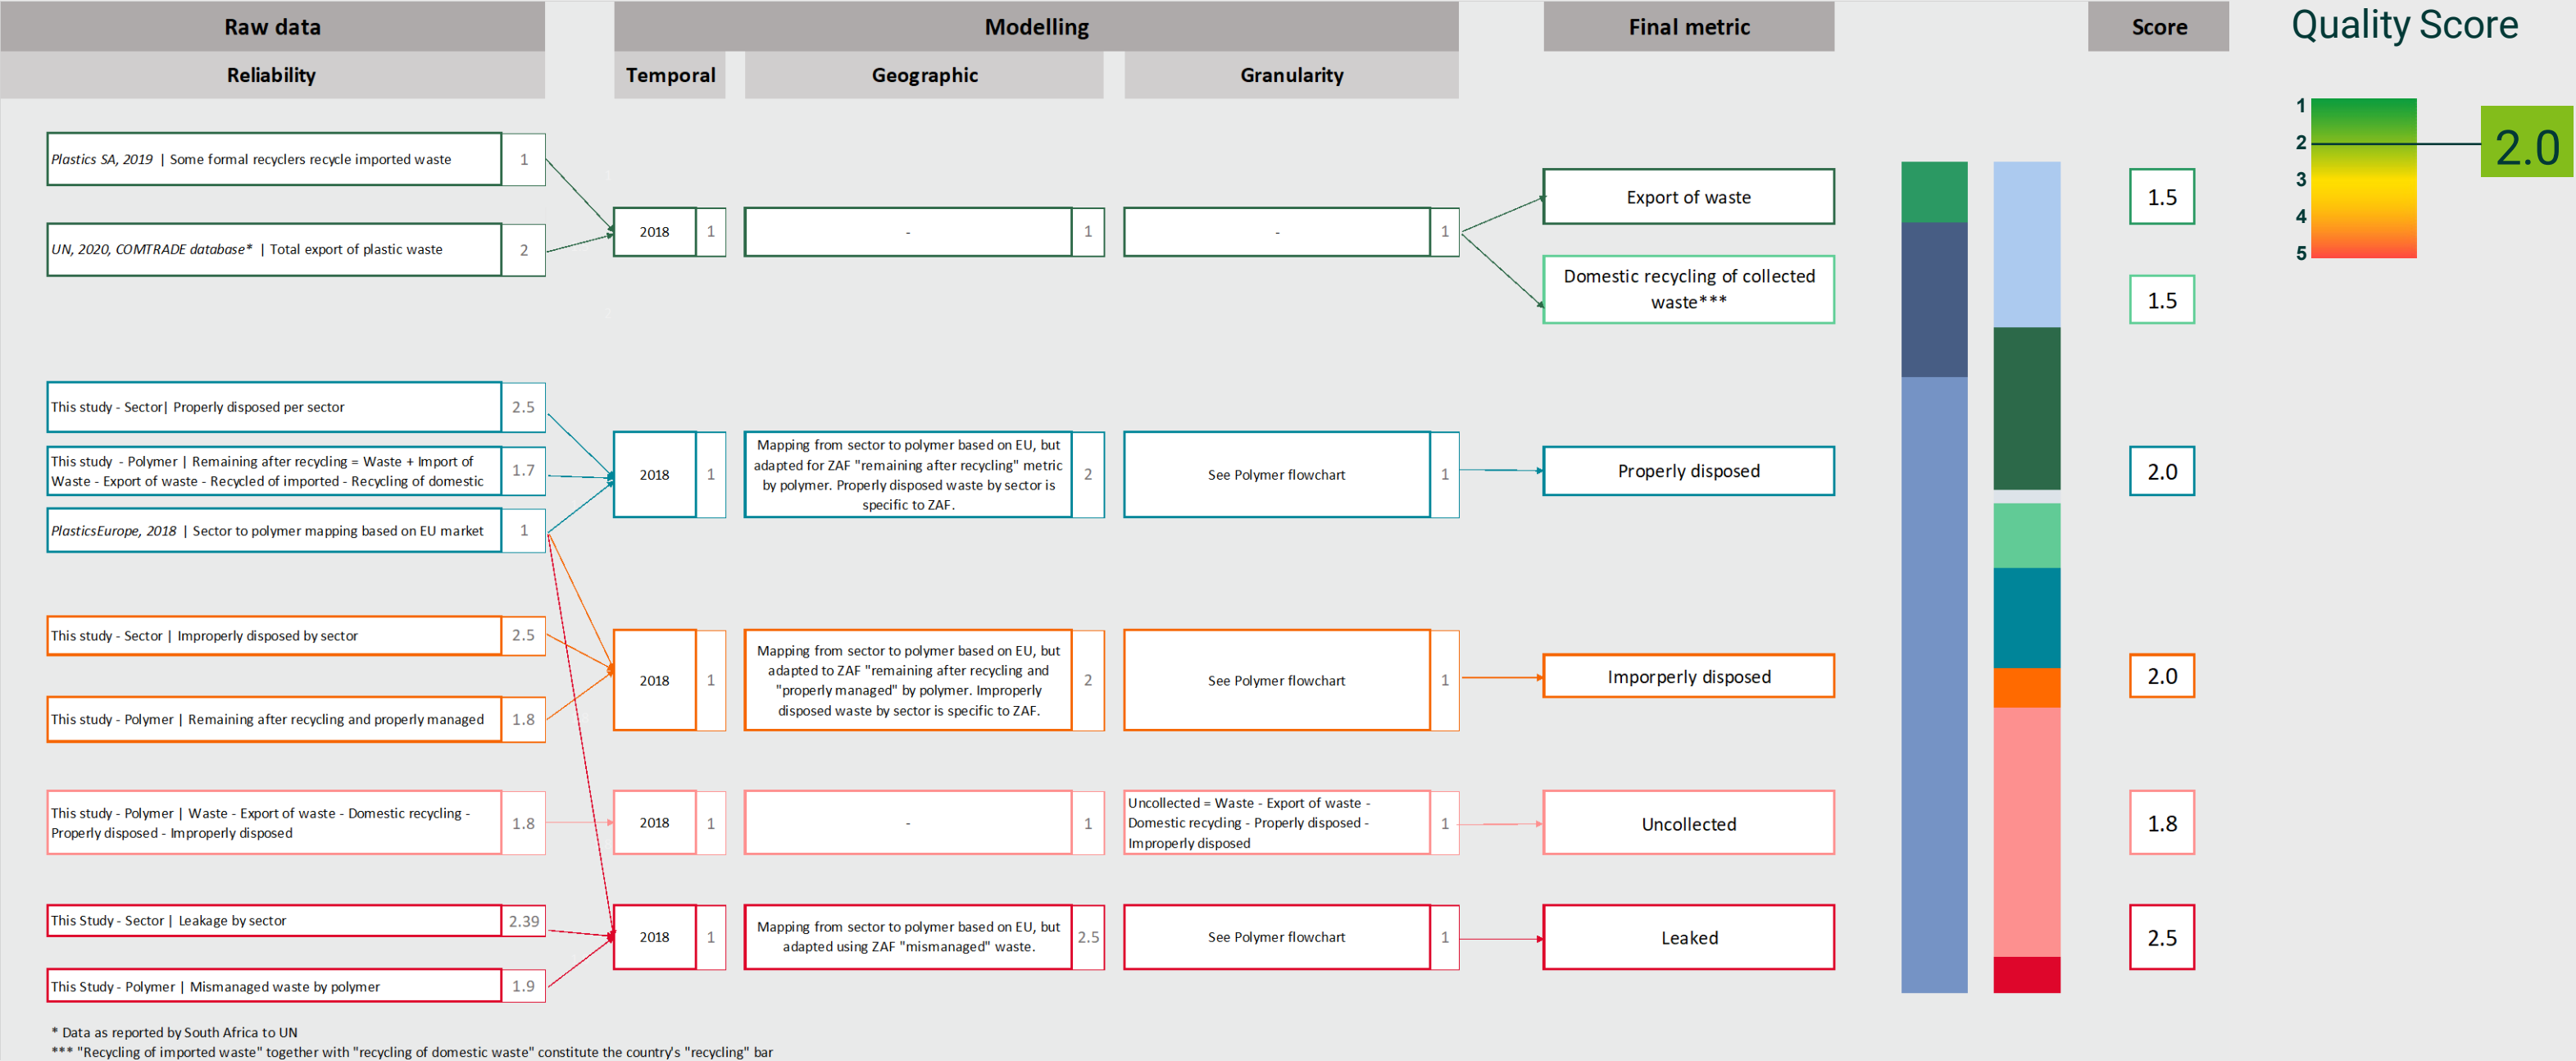 Raw data
Modelling
Final metric
Score
Quality Score
Reliability
Temporal
Geographic
Granularity
1
2
3
4
5
2.0
Plastics SA, 2019 | Some formal recyclers recycle imported waste
1
UN, 2020, COMTRADE database* | Total export of plastic waste
2
2018
1
-
1
-
1
Export of waste
1.5
Domestic recycling of collected
waste***
1.5
This study - Sector| Properly disposed per sector
2.5
This study - Polymer | Remaining after recycling = Waste + Import of
Waste - Export of waste - Recycled of imported - Recycling of domestic
1.7
PlasticsEurope, 2018 | Sector to polymer mapping based on EU market
1
2018
1
Mapping from sector to polymer based on EU, but
adapted for ZAF "remaining after recycling" metric
by polymer. Properly disposed waste by sector is
specific to ZAF.
2
See Polymer flowchart
1
Properly disposed
2.0
This study - Sector | Improperly disposed by sector
2.5
This study - Polymer | Remaining after recycling and properly managed
1.8
2018
1
Mapping from sector to polymer based on EU, but
adapted to ZAF "remaining after recycling and
"properly managed" by polymer. Improperly
disposed waste by sector is specific to ZAF.
2
See Polymer flowchart
1
Imporperly disposed
2.0
This study - Polymer | Waste - Export of waste - Domestic recycling -
Properly disposed - Improperly disposed
1.8
2018
1
-
1
Uncollected = Waste - Export of waste -
Domestic recycling - Properly disposed -
Improperly disposed
1
Uncollected
1.8
This Study - Sector | Leakage by sector
2.39
This Study - Polymer | Mismanaged waste by polymer
1.9
2018
1
Mapping from sector to polymer based on EU, but
adapted using ZAF "mismanaged" waste.
2.5
See Polymer flowchart
1
Leaked
2.5
* Data as reported by South Africa to UN
*** "Recycling of imported waste" together with "recycling of domestic waste" constitute the country's "recycling" bar